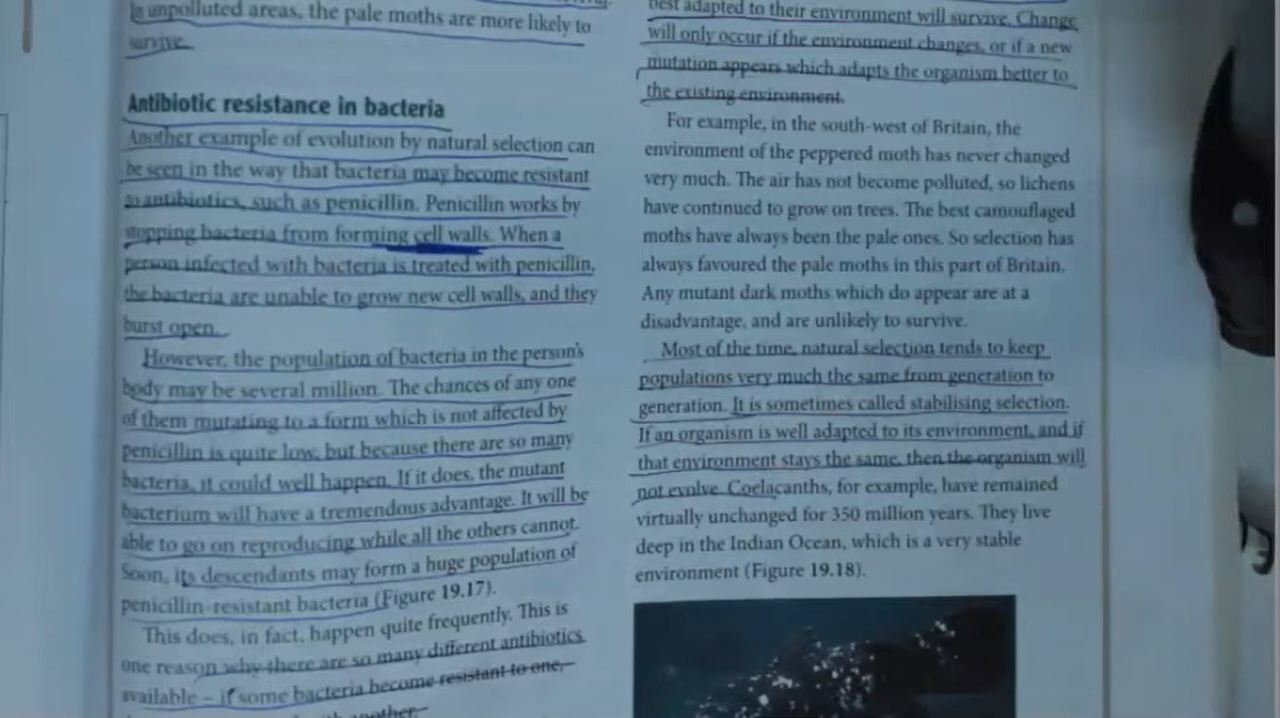 in unpolluted areas, the pale moths are more likely to
survive.
Antibiotic resistance in bacteria
Another example of evolution by natural selection can
be seen in the way that bacteria may become resistant
to antibiotics, such as penicillin. Penicillin works by
stopping bacteria from forming cell walls. When a
person infected with bacteria is treated with penicillin,
the bacteria are unable to grow new cell walls, and they
burst open.
However, the population of bacteria in the person's
body may be several million. The chances of any one
of them mutating to a form which is not affected by
penicillin is quite low, but because there are so many
bacteria, it could well happen. If it does, the mutant
bacterium will have a tremendous advantage. It will be
able to go on reproducing while all the others cannot.
Soon, its descendants may form a huge population of
penicillin-resistant bacteria (Figure 19.17).
This does, in fact, happen quite frequently. This is
one reason why there are so many different antibiotics
available – if some bacteria become resistant to one,
another.
best adapted to their environment will survive. Change
will only occur if the environment changes, or if a new
mutation appears which adapts the organism better to
the existing environment.
For example, in the south-west of Britain, the
environment of the peppered moth has never changed
very much. The air has not become polluted, so lichens
have continued to grow on trees. The best camouflaged
moths have always been the pale ones. So selection has
always favoured the pale moths in this part of Britain.
Any mutant dark moths which do appear are at a
disadvantage, and are unlikely to survive.
Most of the time, natural selection tends to keep
populations very much the same from generation to
generation. It is sometimes called stabilising selection.
If an organism is well adapted to its environment, and if
that environment stays the same, then the organism will
not evolve. Coelacanths, for example, have remained
virtually unchanged for 350 million years. They live
deep in the Indian Ocean, which is a very stable
environment (Figure 19.18).